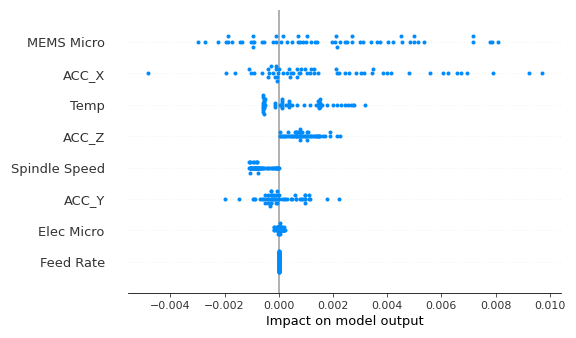 MEMS Micro
ACC_X
Temp
ACC_Z
Spindle Speed
ACC_Y
Elec Micro
Feed Rate
−0.004 −0.002 0.000 0.002 0.004 0.006 0.008 0.010
Impact on model output